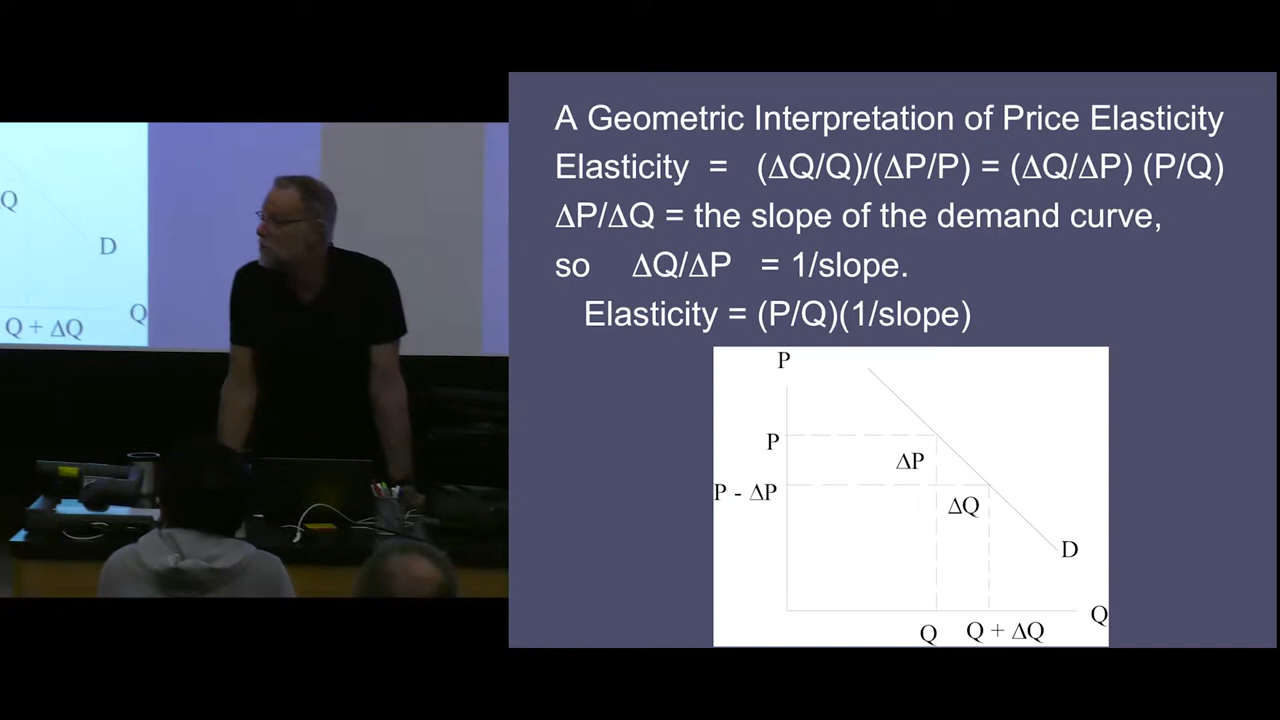 Q
D
Q
Q + ΔQ
A Geometric Interpretation of Price Elasticity
Elasticity = (ΔQ/Q)/(ΔP/P) = (ΔQ/ΔP) (P/Q)
ΔP/ΔQ = the slope of the demand curve,
so ΔQ/ΔP = 1/slope.
Elasticity = (P/Q)(1/slope)
P
P
ΔP
P - ΔP
ΔQ
D
Q
Q
Q + ΔQ